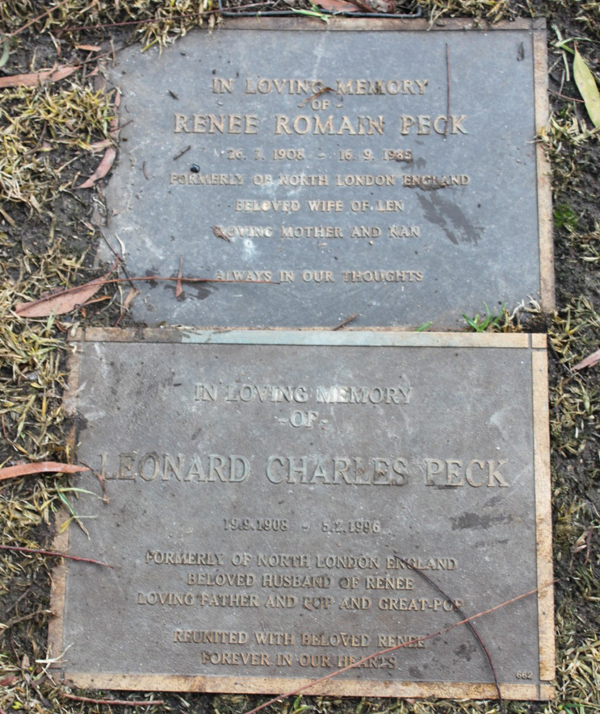 IN LOVING MEMORY
- OF -
RENEE ROMAIN PECK
26. 7. 1908 - 16. 9. 1985
FORMERLY OF NORTH LONDON ENGLAND
BELOVED WIFE OF LEN
LOVING MOTHER AND NAN
ALWAYS IN OUR THOUGHTS
IN LOVING MEMORY
- OF -
LEONARD CHARLES PECK
19.9.1908 - 5.2.1996
FORMERLY OF NORTH LONDON ENGLAND
BELOVED HUSBAND OF RENEE
LOVING FATHER AND POP AND GREAT-POP
REUNITED WITH BELOVED RENEE
FOREVER IN OUR HEARTS
662